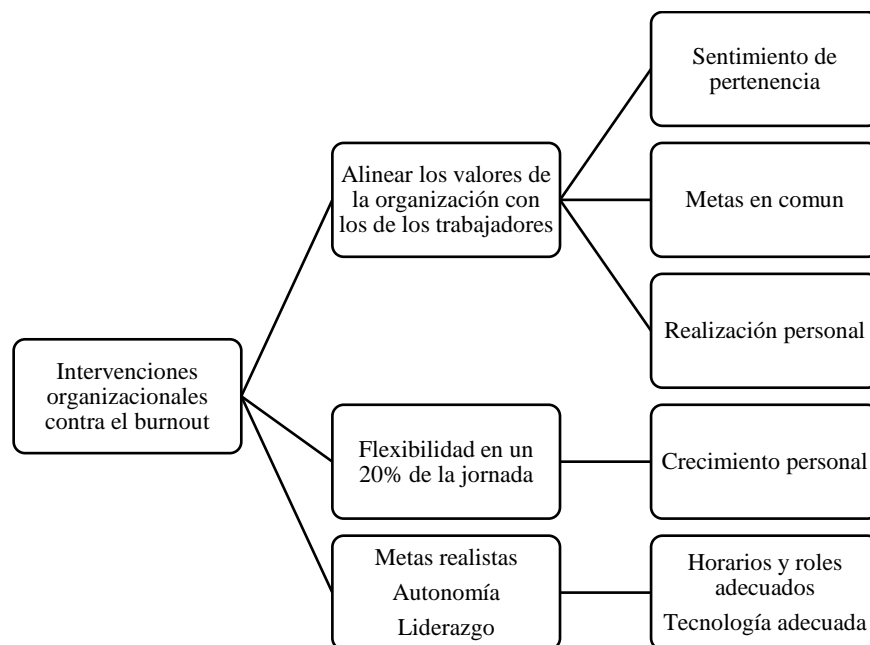 Sentimiento de
pertenencia
Alinear los valores de
la organización con
los de los trabajadores
Metas en comun
Realización personal
Intervenciones
organizacionales
contra el burnout
Flexibilidad en un
20% de la jornada
Crecimiento personal
Metas realistas
Autonomía
Liderazgo
Horarios y roles
adecuados
Tecnología adecuada